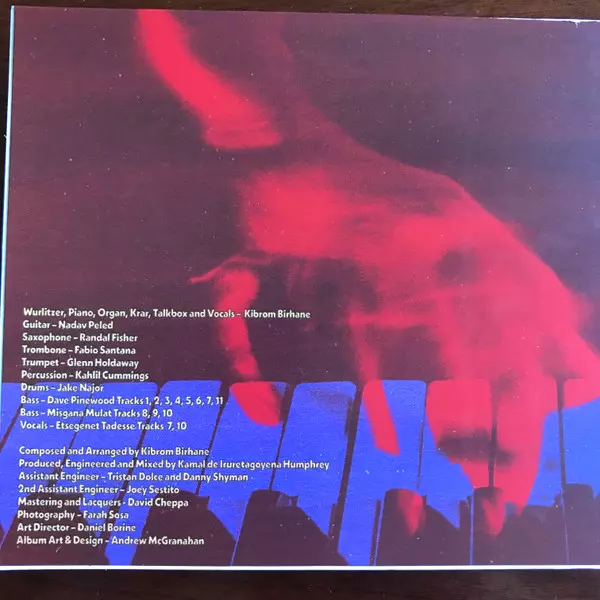 Wurlitzer, Piano, Organ, Krar, Talkbox and Vocals – Kibrom Birhane
Guitar – Nadav Peled
Saxophone – Randal Fisher
Trombone – Fabio Santana
Trumpet – Glenn Holdaway
Percussion – Kahlil Cummings
Drums – Jake Najor
Bass – Dave Pinewood Tracks 1, 2, 3, 4, 5, 6, 7, 11
Bass – Misgana Mulat Tracks 8, 9, 10
Vocals – Etsegenet Tadesse Tracks 7, 10
Composed and Arranged by Kibrom Birhane
Produced, Engineered and Mixed by Kamal de Iruretagoyena Humphrey
Assistant Engineer – Tristan Dolce and Danny Shyman
2nd Assistant Engineer – Joey Sestito
Mastering and Lacquers - David Cheppa
Photography – Farah Sosa
Art Director – Daniel Borine
Album Art & Design – Andrew McGranahan